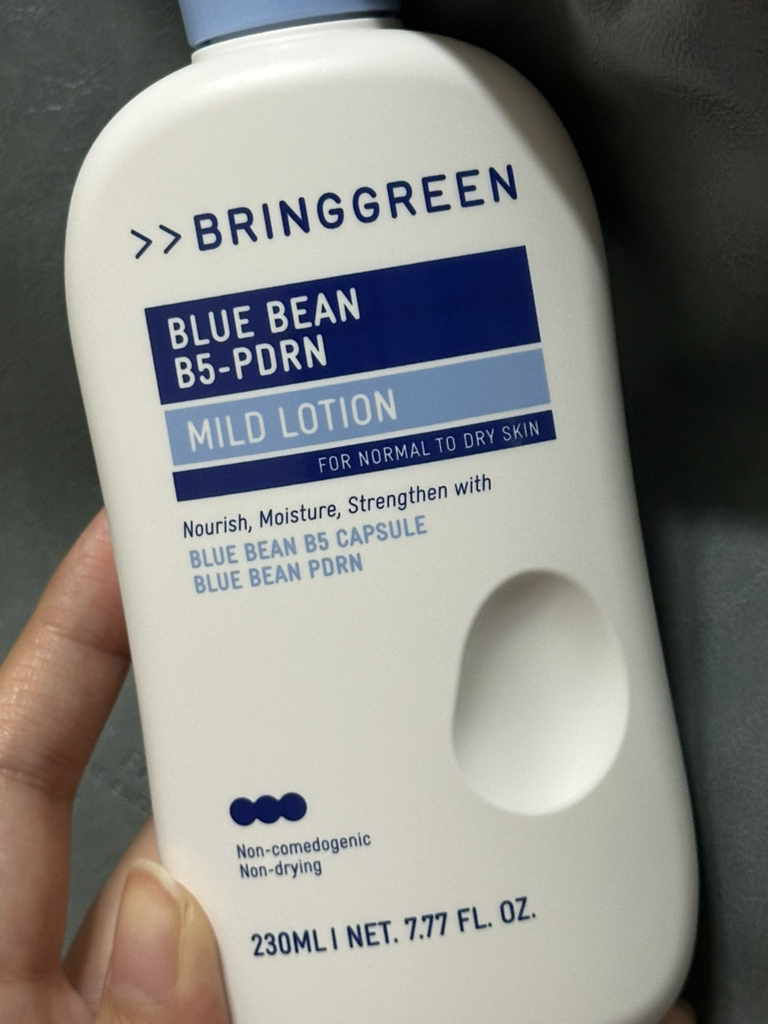 >> BRINGGREEN
BLUE BEAN
B5-PDRN
MILD LOTION
FOR NORMAL TO DRY SKIN
Nourish, Moisture, Strengthen with
BLUE BEAN B5 CAPSULE
BLUE BEAN PDRN
Non-comedogenic
Non-drying
230ML | NET. 7.77 FL. OZ.